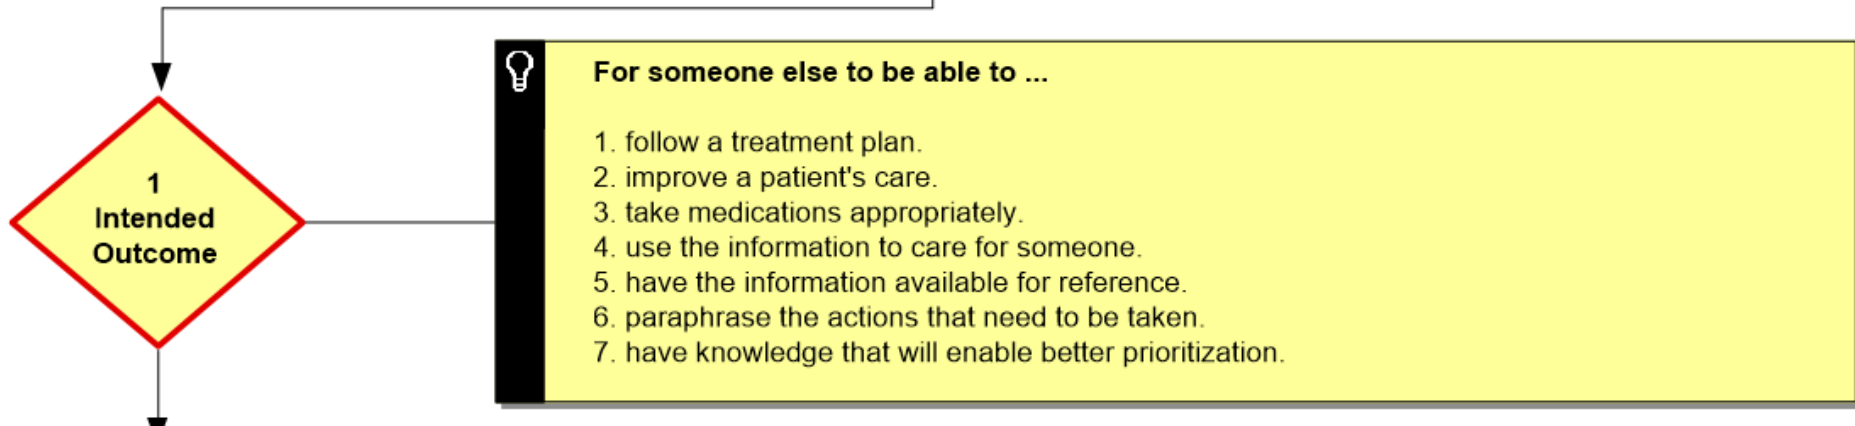 1
Intended
Outcome
For someone else to be able to ...
1. follow a treatment plan.
2. improve a patient's care.
3. take medications appropriately.
4. use the information to care for someone.
5. have the information available for reference.
6. paraphrase the actions that need to be taken.
7. have knowledge that will enable better prioritization.